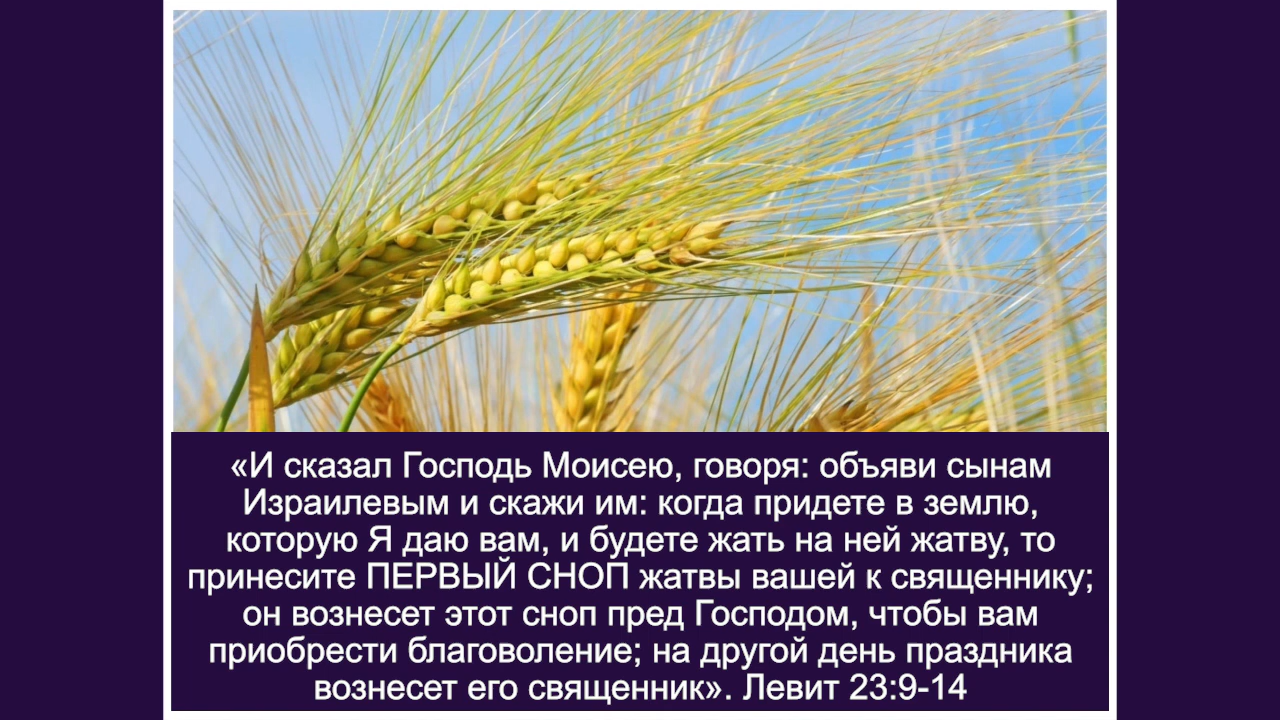 «И сказал Господь Моисею, говоря: объяви сынам
Израилевым и скажи им: когда придете в землю,
которую Я даю вам, и будете жать на ней жатву, то
принесите ПЕРВЫЙ СНОП жатвы вашей к священнику;
он вознесет этот сноп пред Господом, чтобы вам
приобрести благоволение; на другой день праздника
вознесет его священник». Левит 23:9-14